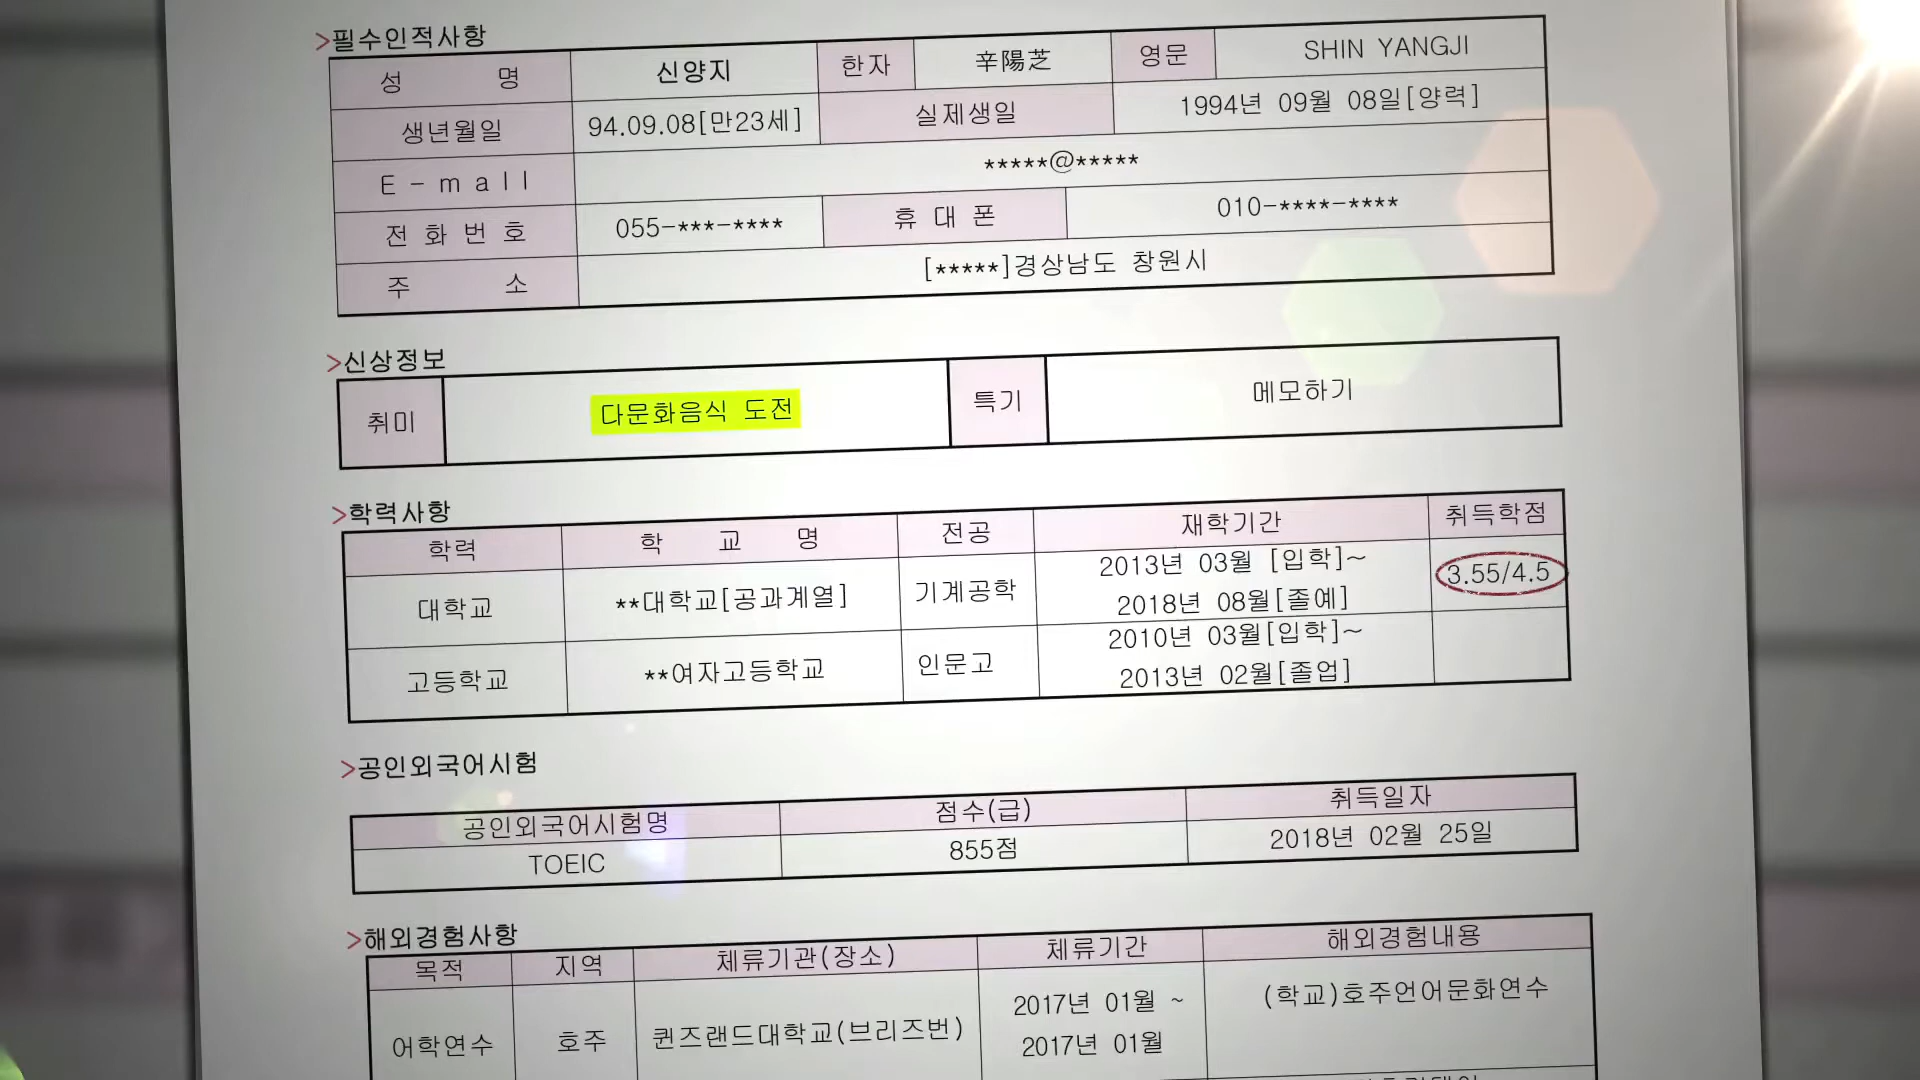 >필수인적사항
성 명 신양지 한자 辛陽芝 영문 SHIN YANGJI
생년월일 94.09.08[만23세] 실제생일 1994년 09월 08일[양력]
E-mall *****@*****
전화번호 055-***-**** 휴대폰 010-****-****
주 소 [*****]경상남도 창원시
>신상정보
취미 다문화음식 도전 특기 메모하기
>학력사항
학력 학 교 명 전공 재학기간 취득학점
대학교 **대학교[공과계열] 기계공학 2013년 03월 [입학]~ 3.55/4.5
2018년 08월[졸예]
고등학교 **여자고등학교 인문고 2010년 03월[입학]~
2013년 02월[졸업]
>공인외국어시험
공인외국어시험명 점수(급) 취득일자
TOEIC 855점 2018년 02월 25일
>해외경험사항
목적 지역 체류기관(장소) 체류기간 해외경험내용
어학연수 호주 퀸즈랜드대학교(브리즈번) 2017년 01월 ~ (학교)호주언어문화연수
2017년 01월